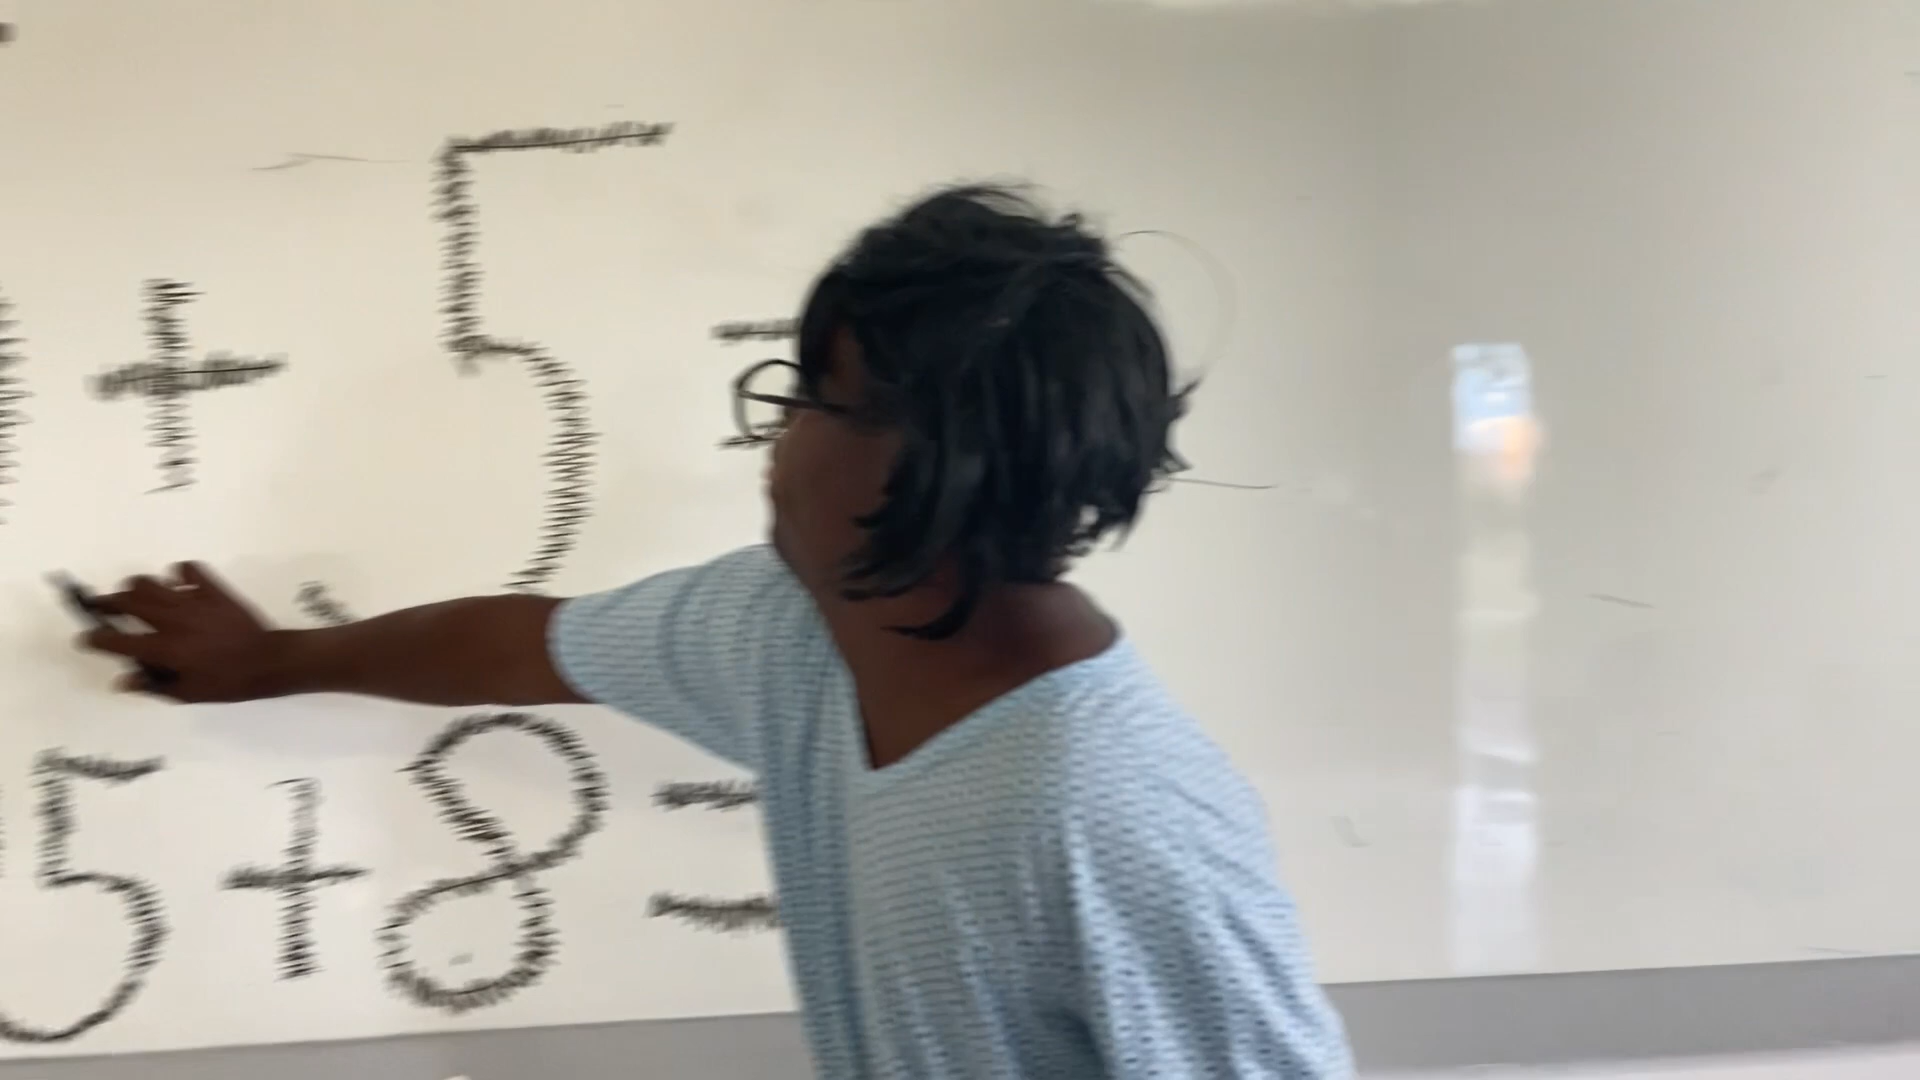 + 5 =
5 + 8 =